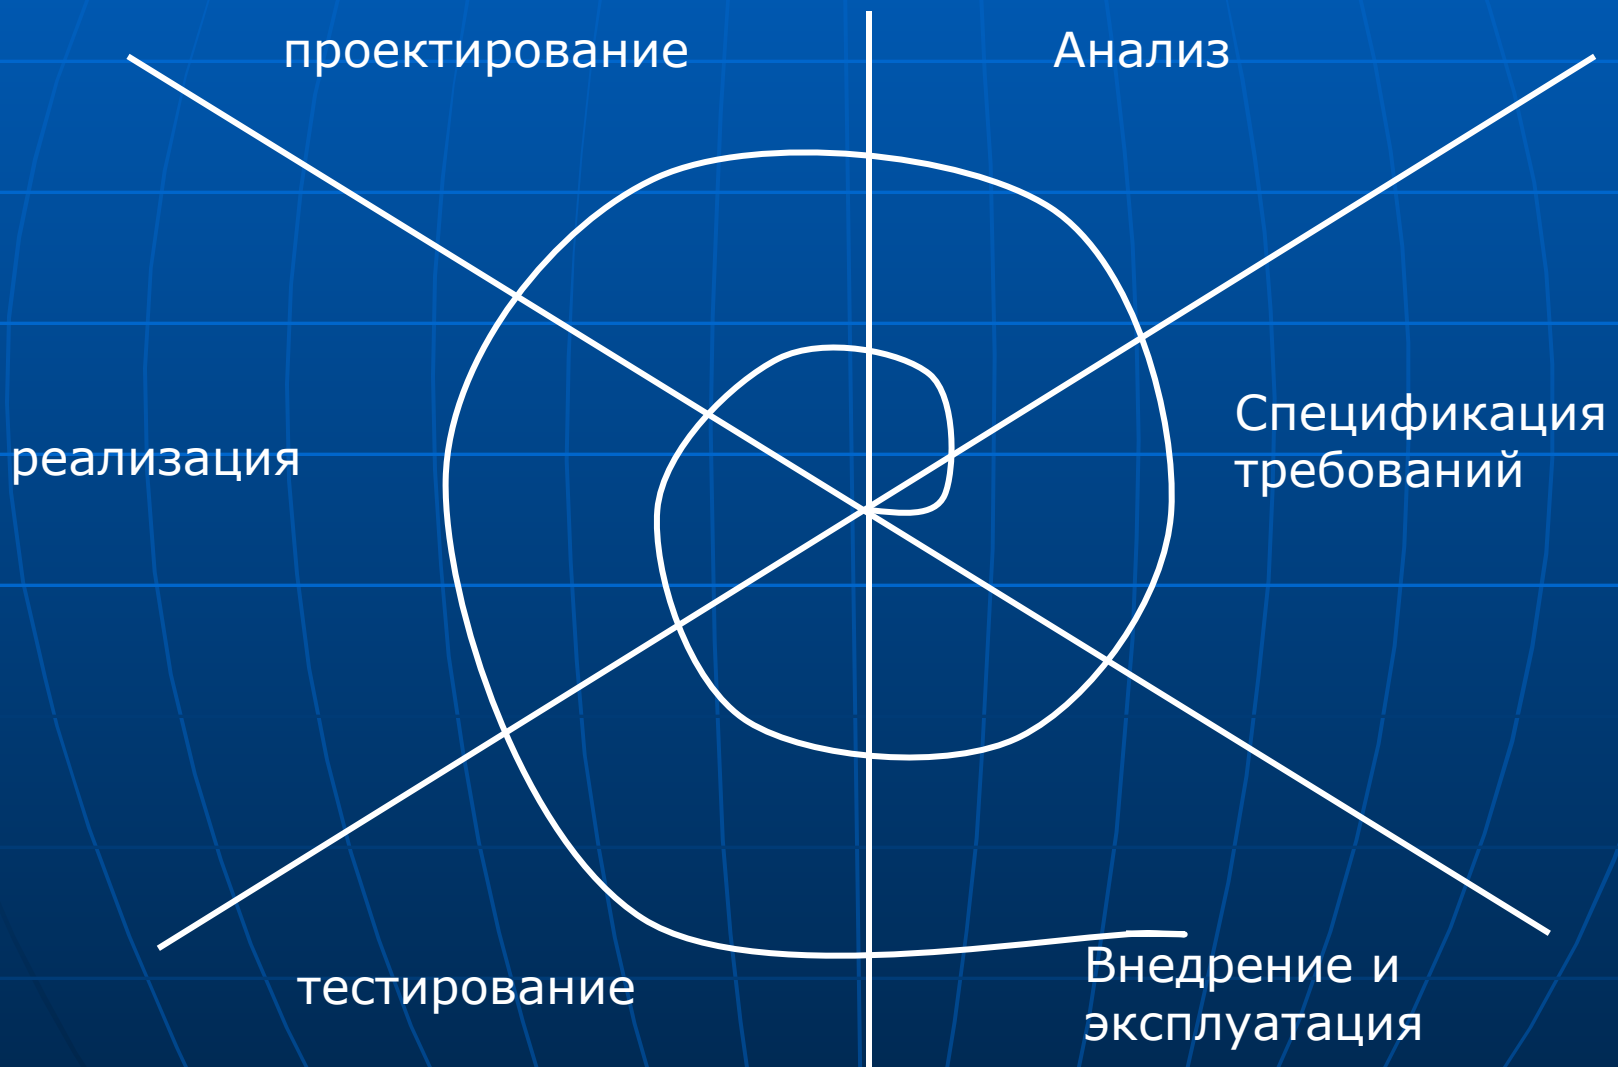 проектирование
Анализ
Спецификация
требований
реализация
тестирование
Внедрение и
эксплуатация